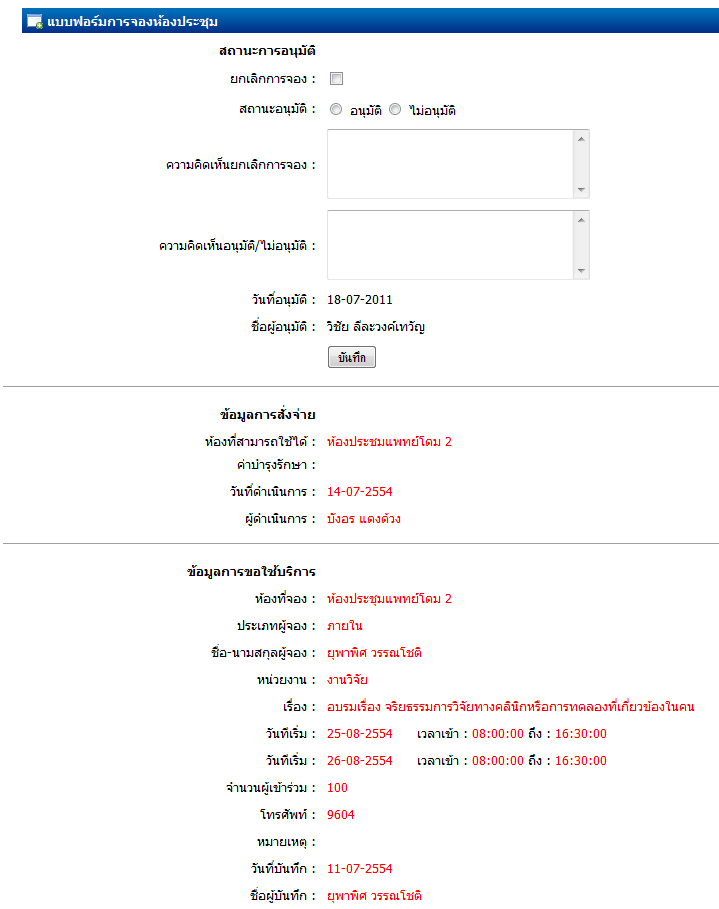 แบบฟอร์มการจองห้องประชุม
สถานะการอนุมัติ
ยกเลิกการจอง :
สถานะอนุมัติ : อนุมัติ ไม่อนุมัติ
ความคิดเห็นยกเลิกการจอง :
ความคิดเห็นอนุมัติ/ไม่อนุมัติ :
วันที่อนุมัติ : 18-07-2011
ชื่อผู้อนุมัติ : วิชัย ลีละวงค์เทวัญ
บันทึก
ข้อมูลการสั่งจ่าย
ห้องที่สามารถใช้ได้ : ห้องประชมแพทย์โดม 2
ค่าบำรุงรักษา :
วันที่ดำเนินการ : 14-07-2554
ผู้ดำเนินการ : บังอร แดงด้วง
ข้อมูลการขอใช้บริการ
ห้องที่จอง : ห้องประชุมแพทย์โดม 2
ประเภทผู้จอง : ภายใน
ชื่อ-นามสกุลผู้จอง : ยุพาพิศ วรรณโชติ
หน่วยงาน : งานวิจัย
เรื่อง : อบรมเรื่อง จริยธรรมการวิจัยทางคลินิกหรือการทดลองที่เกี่ยวข้องในคน
วันที่เริ่ม : 25-08-2554 เวลาเข้า : 08:00:00 ถึง : 16:30:00
วันที่เริ่ม : 26-08-2554 เวลาเข้า : 08:00:00 ถึง : 16:30:00
จำนวนผู้เข้าร่วม : 100
โทรศัพท์ : 9604
หมายเหตุ :
วันที่บันทึก : 11-07-2554
ชื่อผู้บันทึก : ยุพาพิศ วรรณโชติ